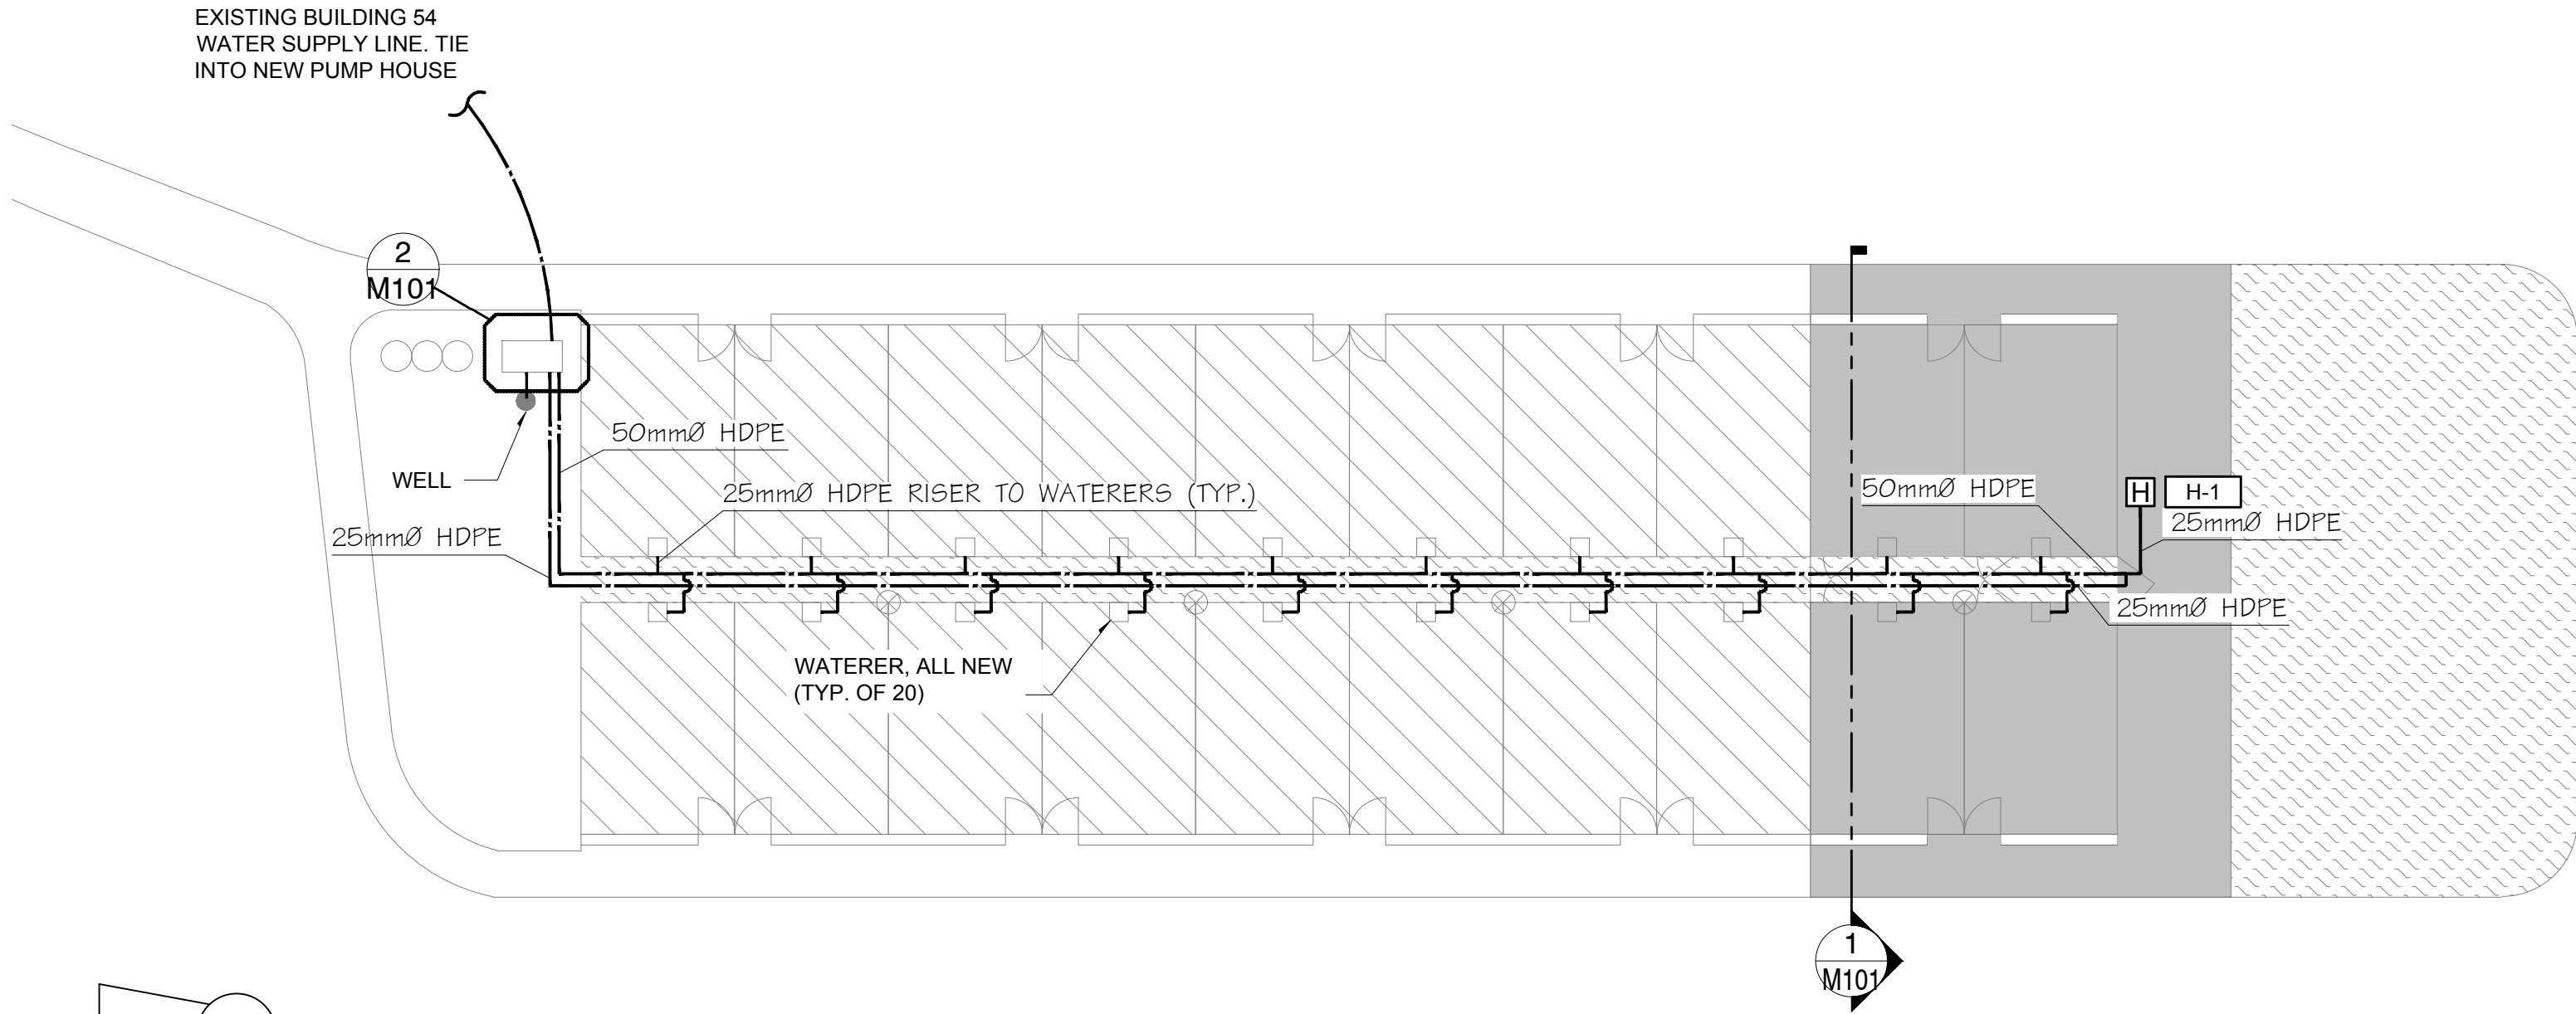 EXISTING BUILDING 54
WATER SUPPLY LINE. TIE
INTO NEW PUMP HOUSE
2
M101
50mmØ HDPE
WELL
25mmØ HDPE RISER TO WATERERS (TYP.)
25mmØ HDPE
50mmØ HDPE
H
H-1
25mmØ HDPE
25mmØ HDPE
WATERER, ALL NEW
(TYP. OF 20)
1
M101